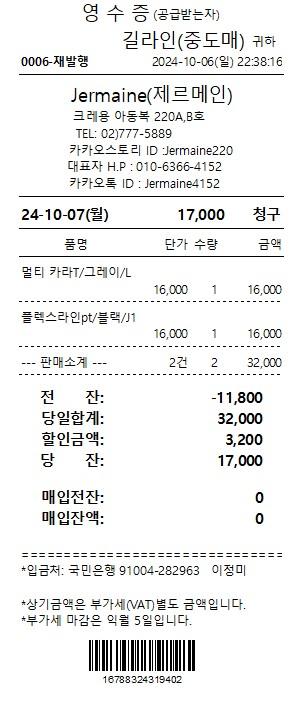 영 수 증 (공급받는자)
길라인(중도매) 귀하
0006-재발행 2024-10-06(일) 22:38:16
Jermaine(제르메인)
크레용 아동복 220A,B호
TEL: 02)777-5889
카카오스토리 ID :Jermaine220
대표자 H.P : 010-6366-4152
카카오톡 ID : Jermaine4152
24-10-07(월) 17,000 청구
품명 단가 수량 금액
멀티 카라T/그레이/L
16,000 1 16,000
플렉스라인pt/블랙/J1
16,000 1 16,000
--- 판매소계 --- 2건 2 32,000
전 잔: -11,800
당일합계: 32,000
할인금액: 3,200
당 잔: 17,000
매입전잔: 0
매입잔액: 0
==============================
*입금처: 국민은행 91004-282963 이정미
*상기금액은 부가세(VAT)별도 금액입니다.
*부가세 마감은 익월 5일입니다.
16788324319402